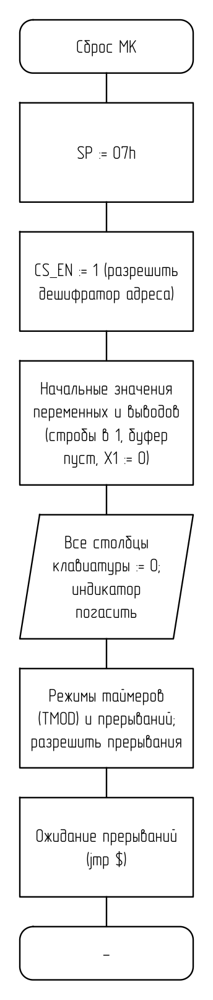 Сброс МК
SP := 07h
CS_EN := 1 (разрешить
дешифратор адреса)
Начальные значения
переменных и выводов
(стробы в 1, буфер
пуст, X1 := 0)
Все столбцы
клавиатуры := 0;
индикатор
погасить
Режимы таймеров
(TMOD) и прерываний;
разрешить прерывания
Ожидание прерываний
(jmp $)
–